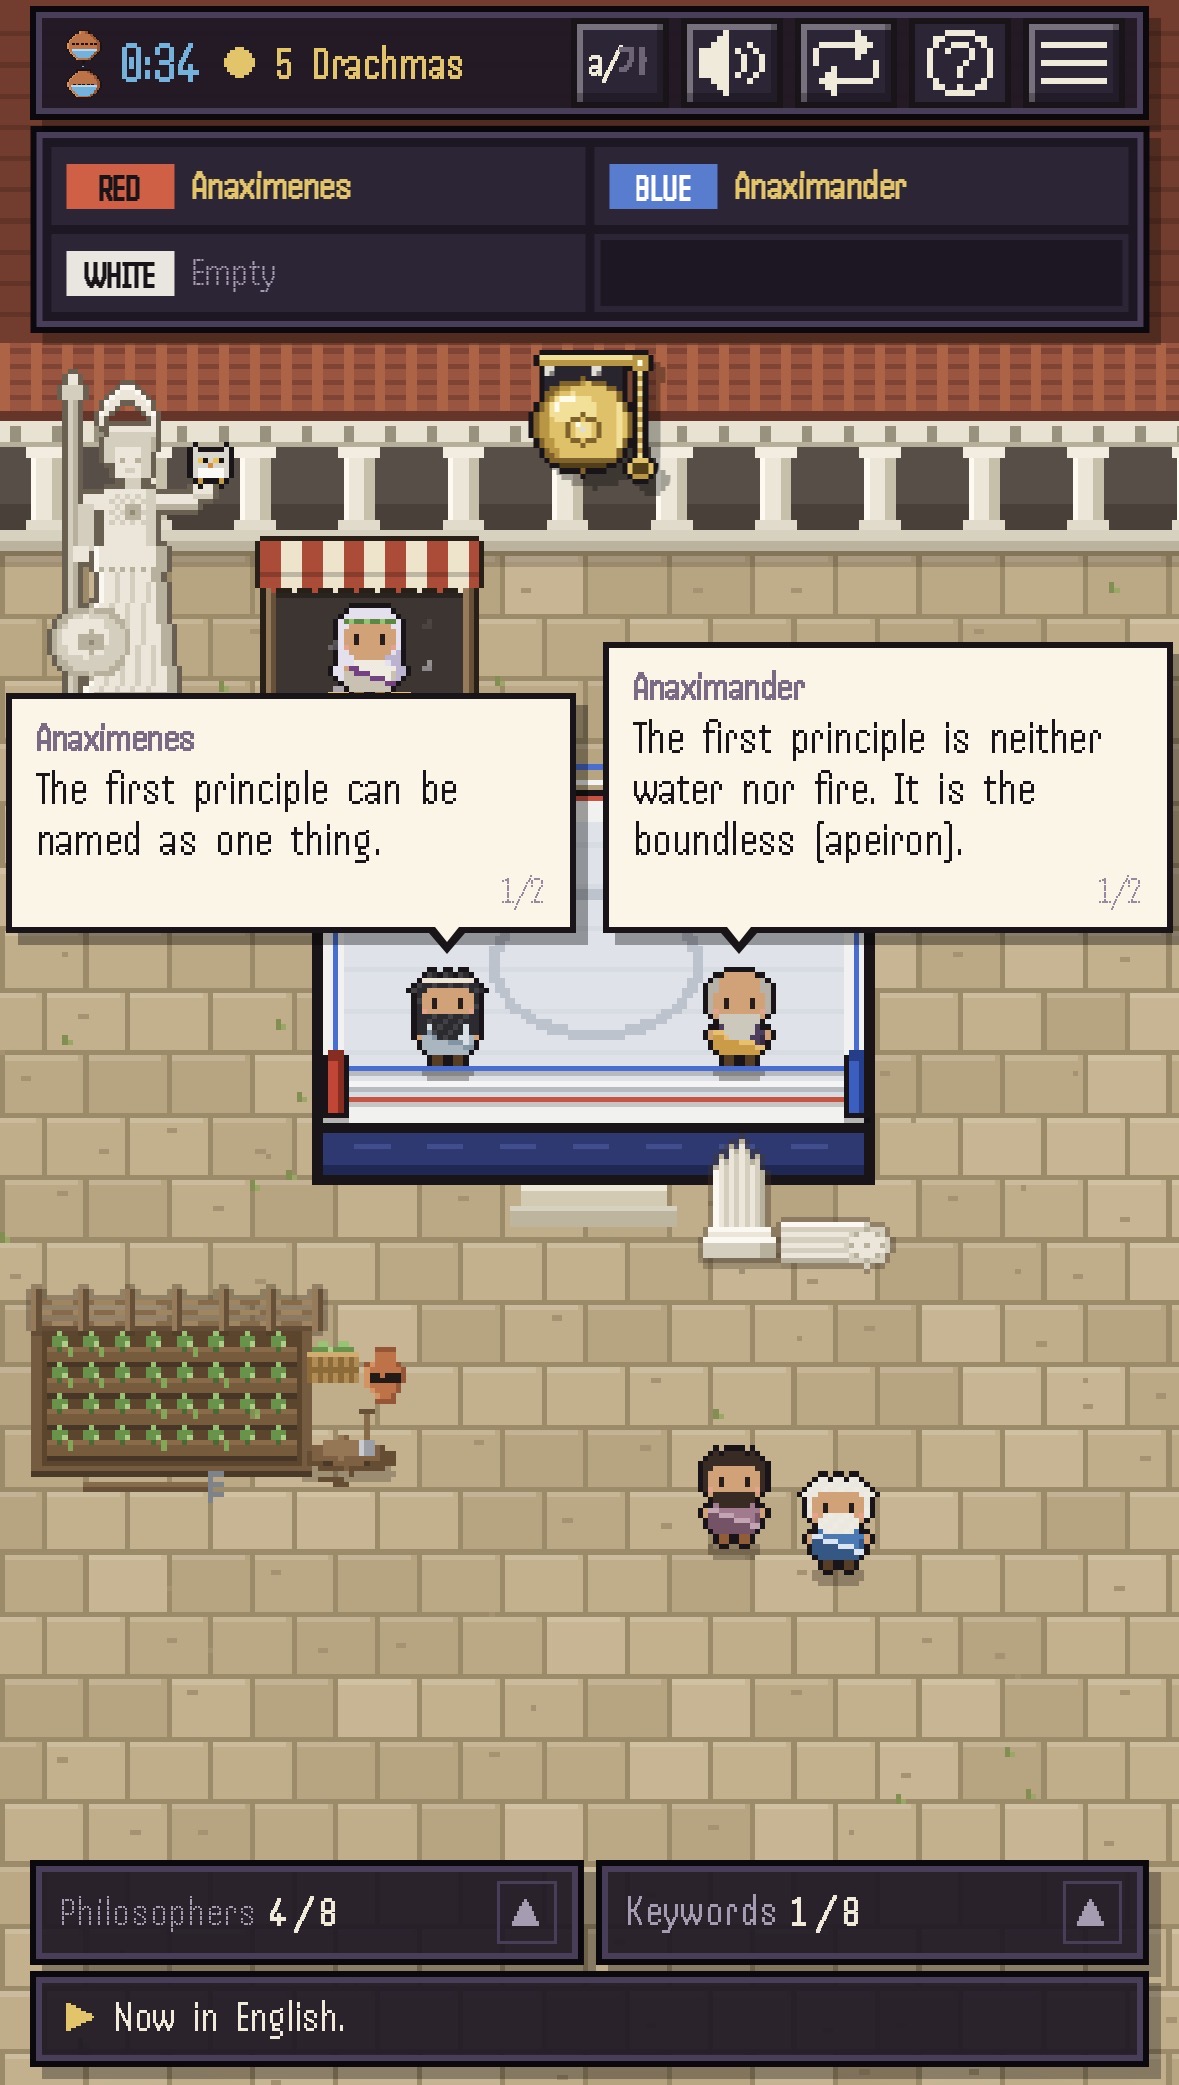 0:34 5 Drachmas a/가
RED Anaximenes
BLUE Anaximander
WHITE Empty
Anaximenes
The first principle can be
named as one thing.
1/2
Anaximander
The first principle is neither
water nor fire. It is the
boundless (apeiron).
1/2
Philosophers 4/8
Keywords 1/8
Now in English.